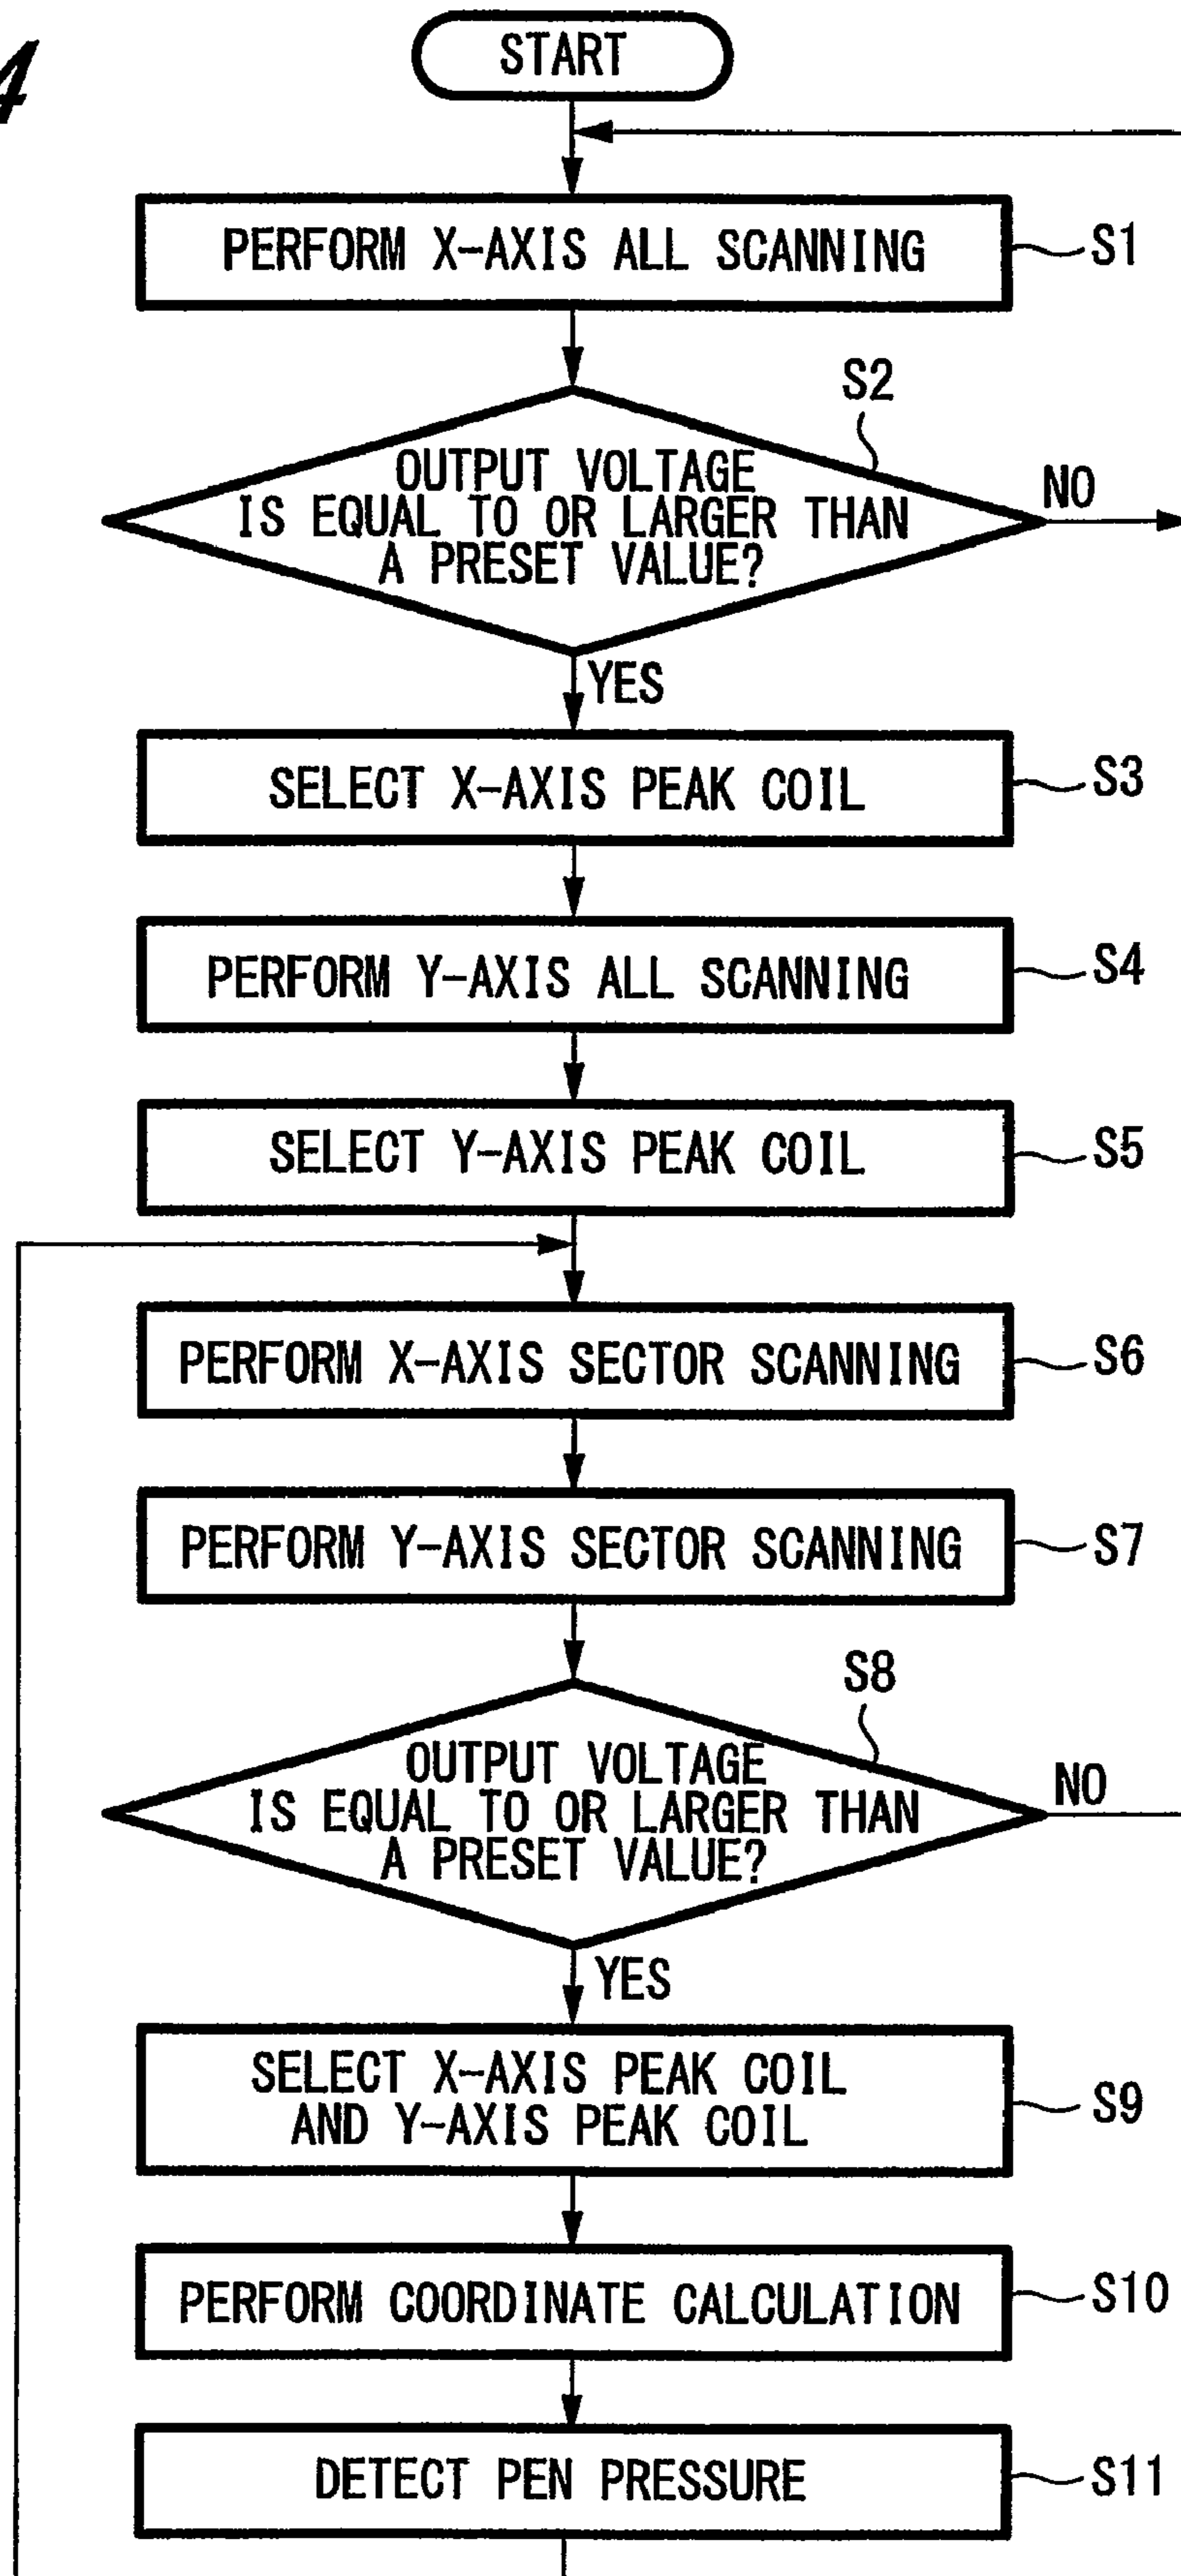 4
START
PERFORM X-AXIS ALL SCANNING
S1
S2
OUTPUT VOLTAGE
IS EQUAL TO OR LARGER THAN
A PRESET VALUE?
NO
YES
SELECT X-AXIS PEAK COIL
S3
PERFORM Y-AXIS ALL SCANNING
S4
SELECT Y-AXIS PEAK COIL
S5
PERFORM X-AXIS SECTOR SCANNING
S6
PERFORM Y-AXIS SECTOR SCANNING
S7
S8
OUTPUT VOLTAGE
IS EQUAL TO OR LARGER THAN
A PRESET VALUE?
NO
YES
SELECT X-AXIS PEAK COIL
AND Y-AXIS PEAK COIL
S9
PERFORM COORDINATE CALCULATION
S10
DETECT PEN PRESSURE
S11